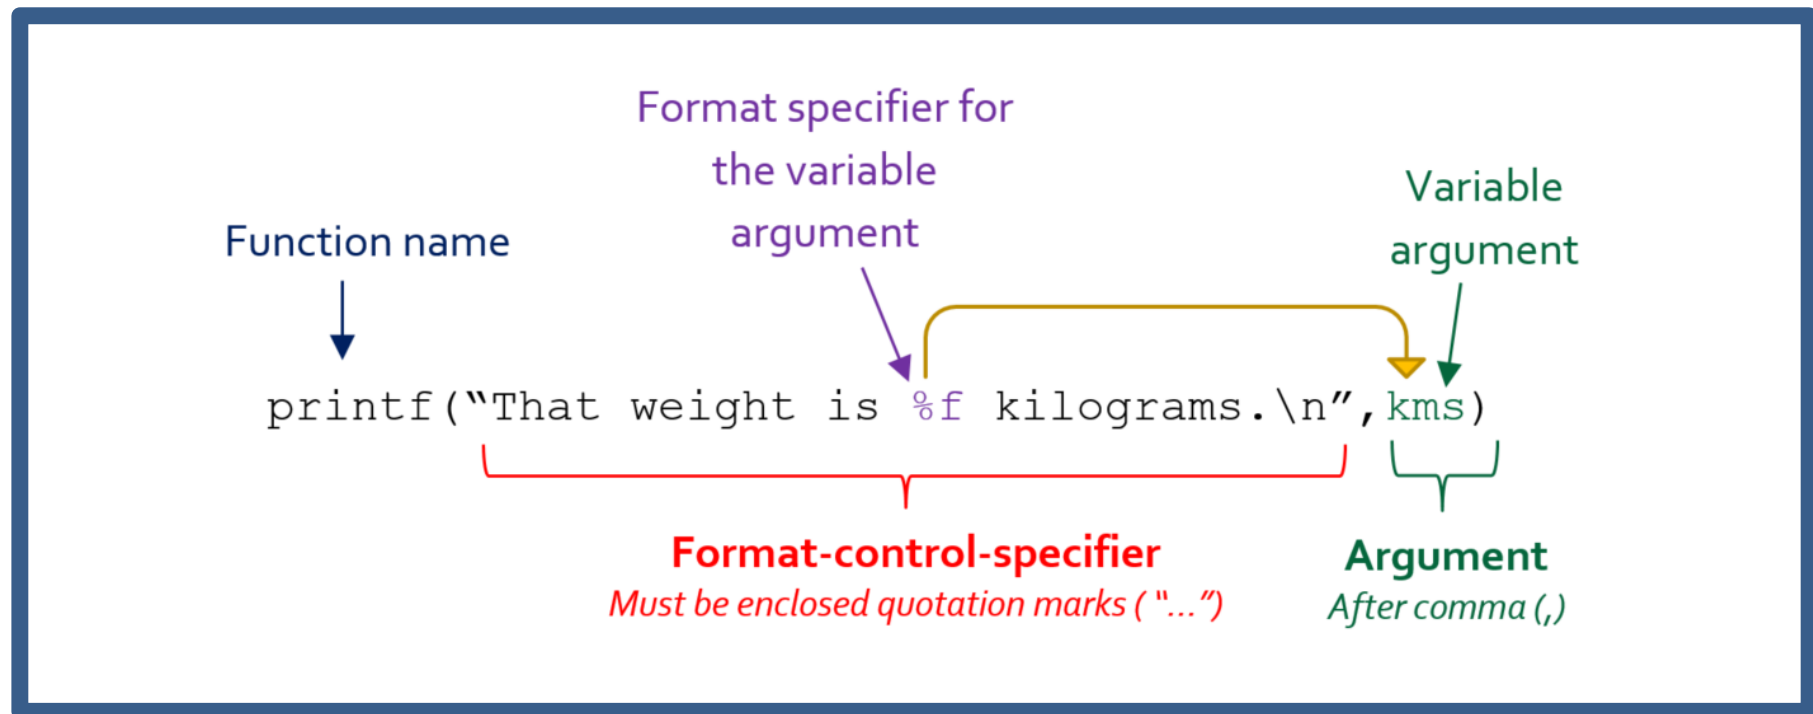 Format specifier for
the variable
argument
Variable
argument
Function name
printf(“That weight is %f kilograms.\n”,kms)
Format-control-specifier
Must be enclosed quotation marks ( “...”)
Argument
After comma (,)